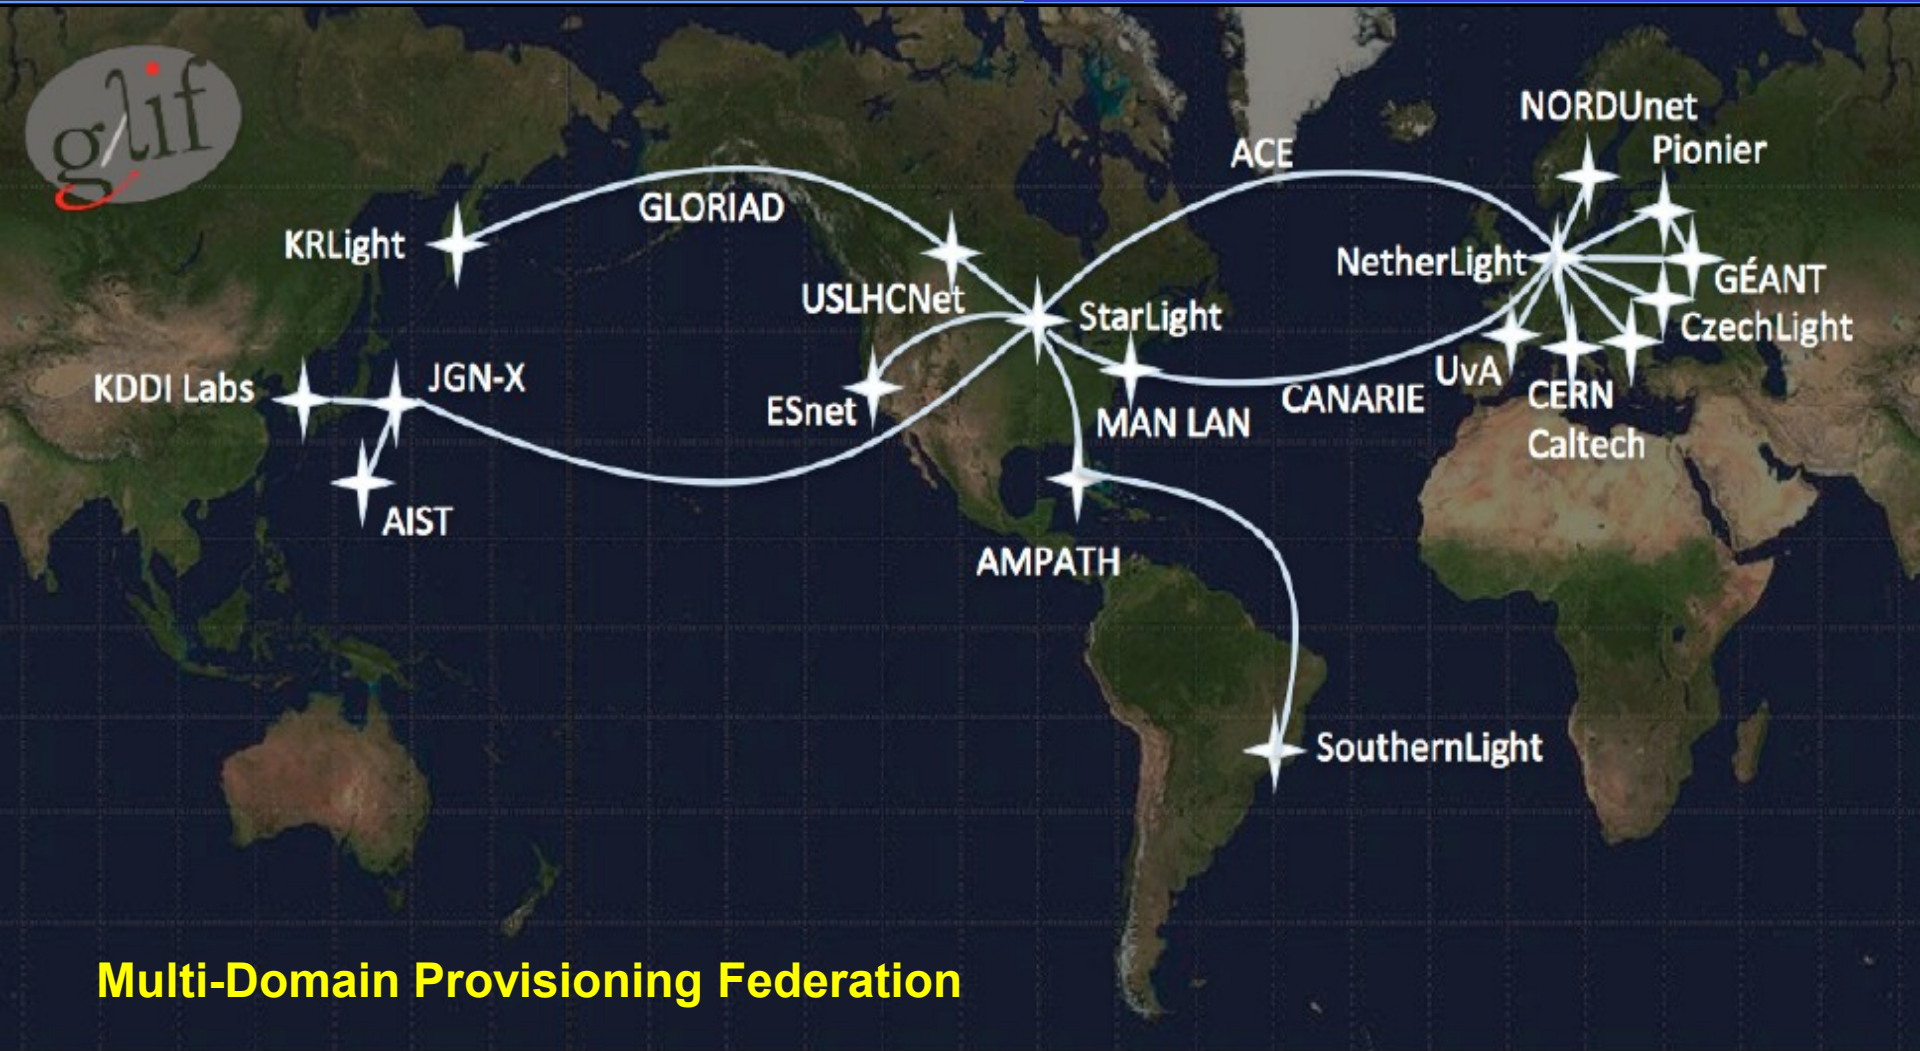 glif
NORDUnet
Pionier
ACE
GLORIAD
KRLight
NetherLight
GÉANT
USLHCNet
StarLight
CzechLight
KDDI Labs
JGN-X
UvA
ESnet
CANARIE
CERN
Caltech
MAN LAN
AIST
AMPATH
SouthernLight
Multi-Domain Provisioning Federation